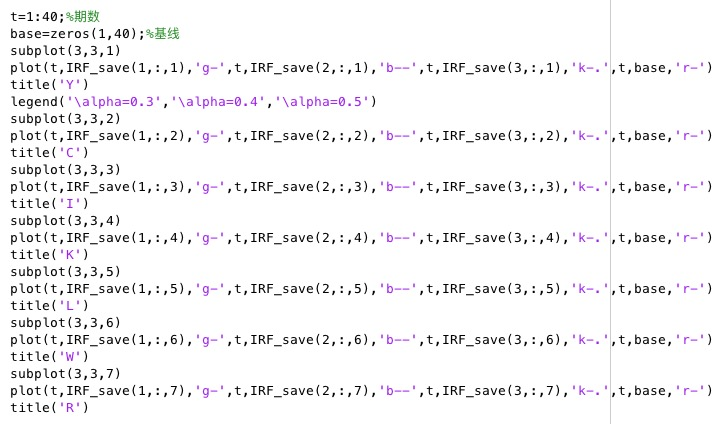 t=1:40;%期数
base=zeros(1,40);%基线
subplot(3,3,1)
plot(t,IRF_save(1,:,1),'g-',t,IRF_save(2,:,1),'b--',t,IRF_save(3,:,1),'k-.',t,base,'r-')
title('Y')
legend('\alpha=0.3','\alpha=0.4','\alpha=0.5')
subplot(3,3,2)
plot(t,IRF_save(1,:,2),'g-',t,IRF_save(2,:,2),'b--',t,IRF_save(3,:,2),'k-.',t,base,'r-')
title('C')
subplot(3,3,3)
plot(t,IRF_save(1,:,3),'g-',t,IRF_save(2,:,3),'b--',t,IRF_save(3,:,3),'k-.',t,base,'r-')
title('I')
subplot(3,3,4)
plot(t,IRF_save(1,:,4),'g-',t,IRF_save(2,:,4),'b--',t,IRF_save(3,:,4),'k-.',t,base,'r-')
title('K')
subplot(3,3,5)
plot(t,IRF_save(1,:,5),'g-',t,IRF_save(2,:,5),'b--',t,IRF_save(3,:,5),'k-.',t,base,'r-')
title('L')
subplot(3,3,6)
plot(t,IRF_save(1,:,6),'g-',t,IRF_save(2,:,6),'b--',t,IRF_save(3,:,6),'k-.',t,base,'r-')
title('W')
subplot(3,3,7)
plot(t,IRF_save(1,:,7),'g-',t,IRF_save(2,:,7),'b--',t,IRF_save(3,:,7),'k-.',t,base,'r-')
title('R')